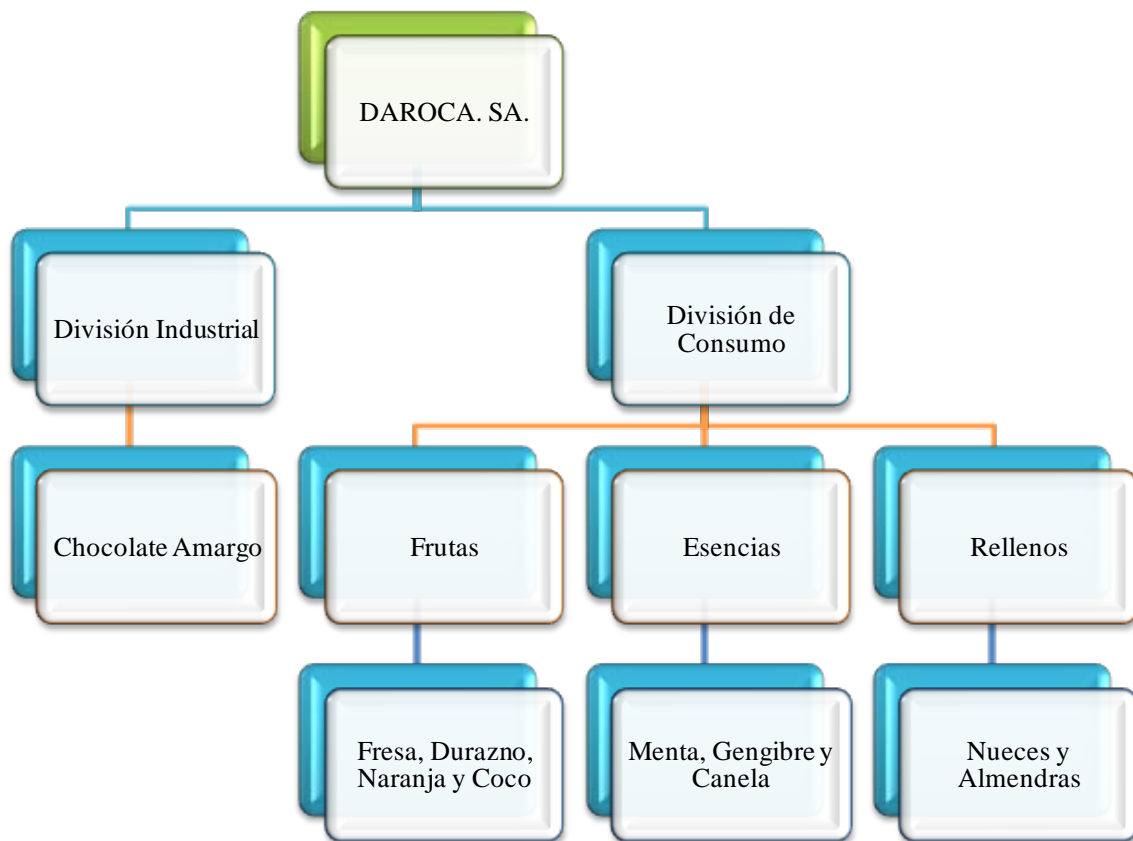 DAROCA. SA.
División Industrial
División de
Consumo
Chocolate Amargo
Frutas
Esencias
Rellenos
Fresa, Durazno,
Naranja y Coco
Menta, Gengibre y
Canela
Nueces y
Almendras